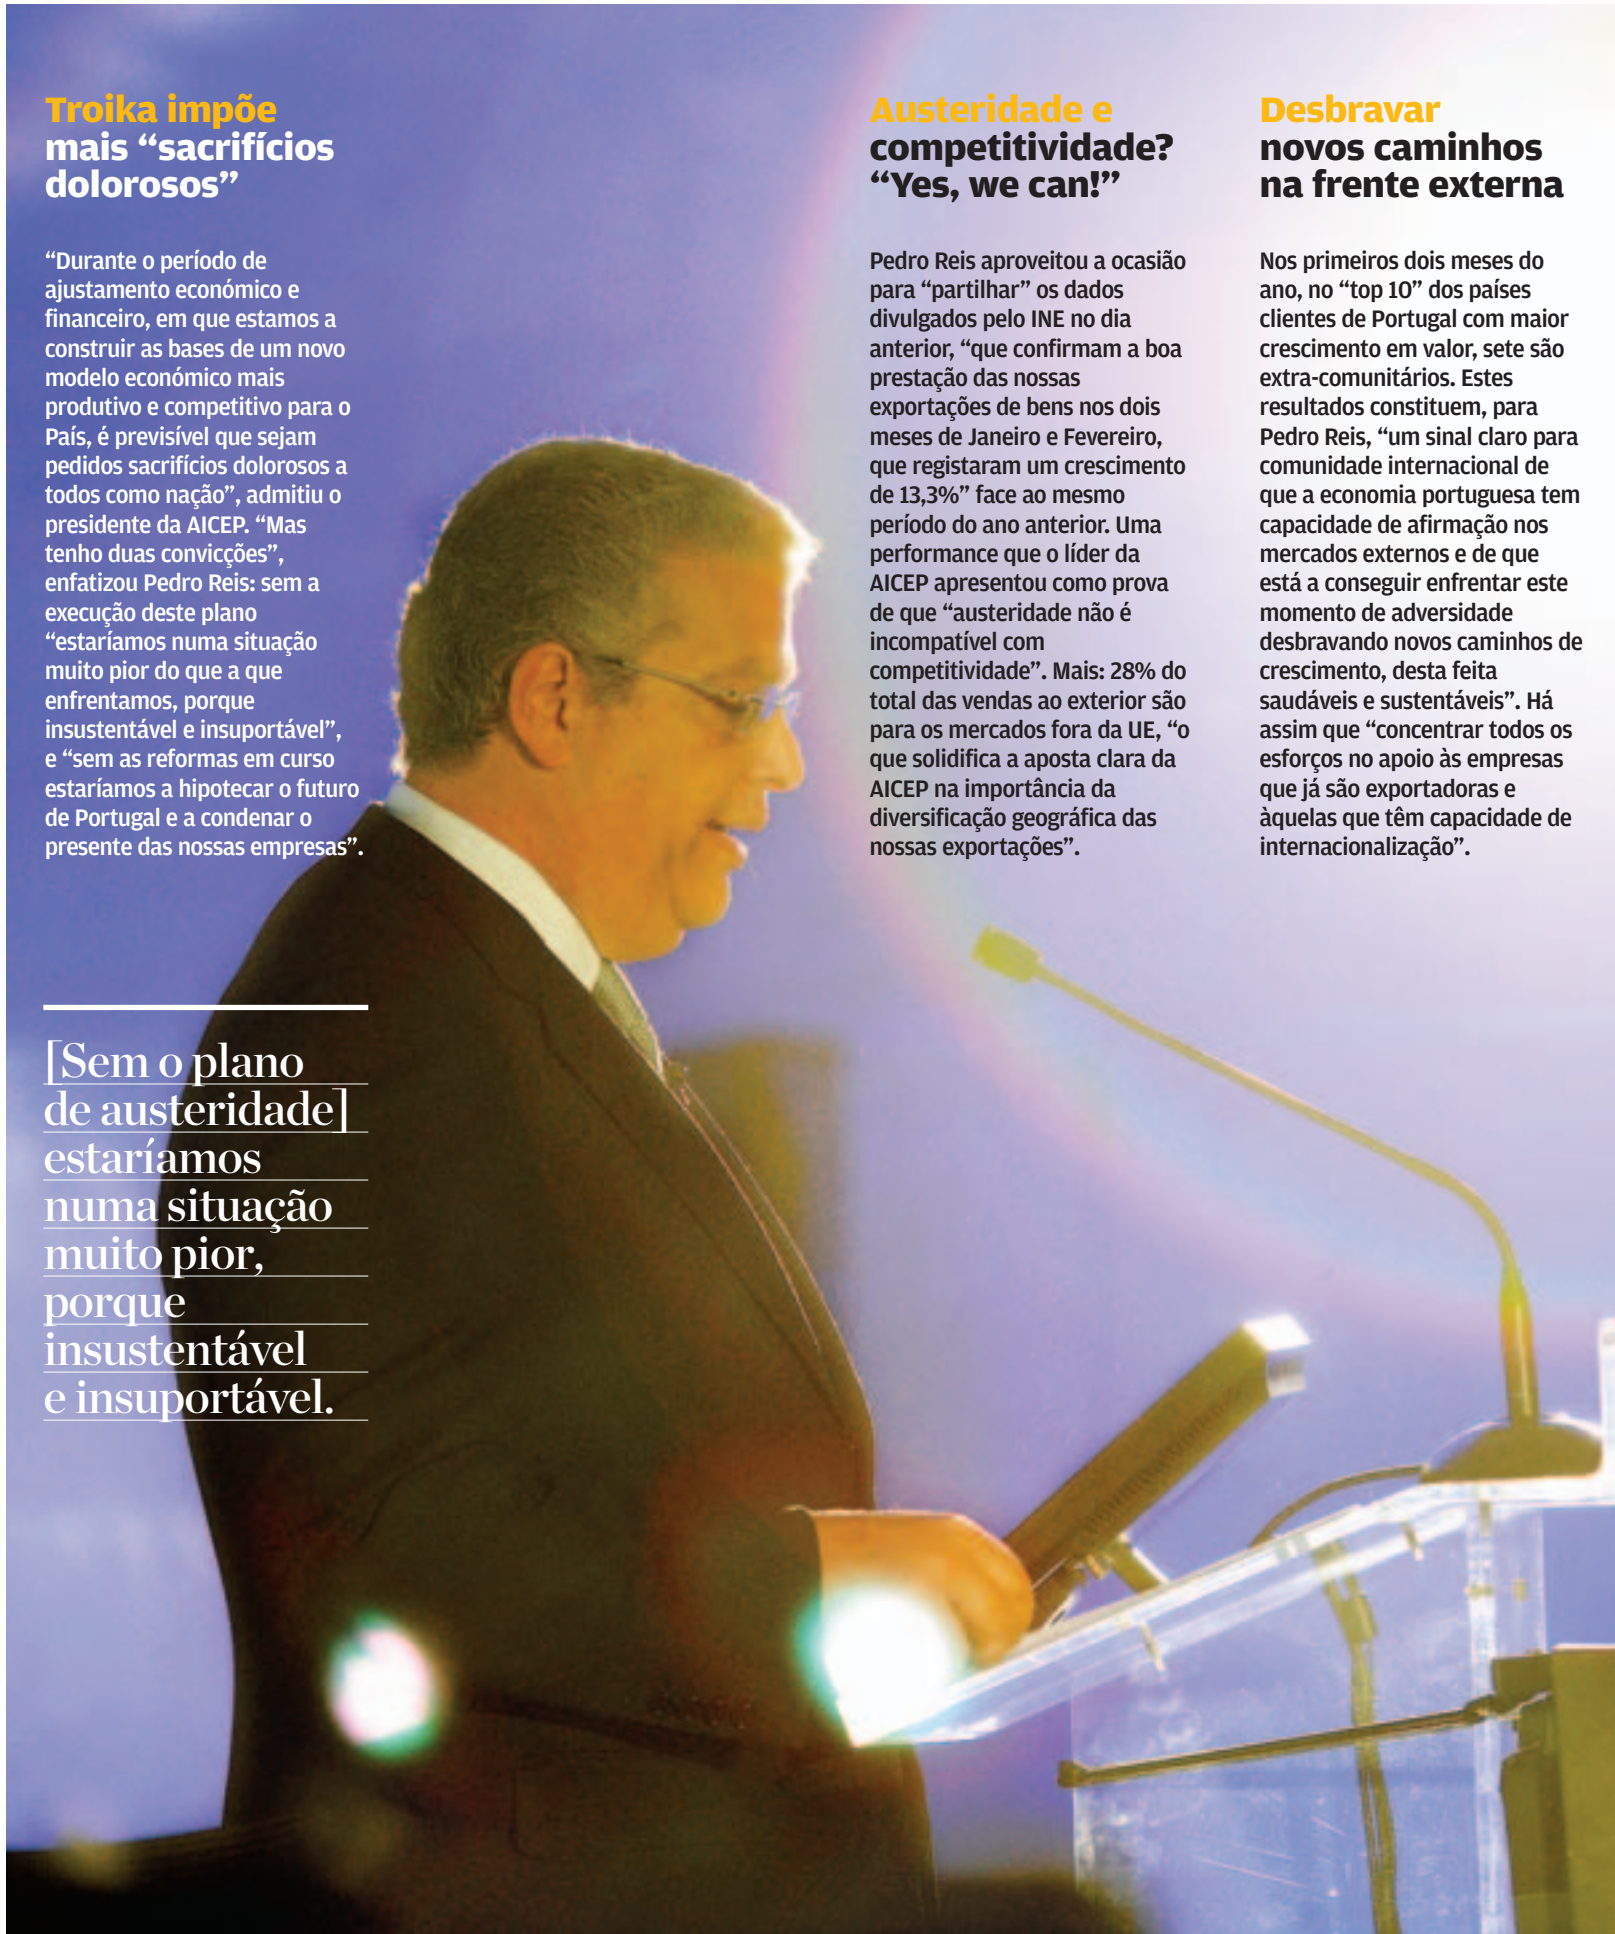 Troika impõe
mais “sacrifícios
dolorosos”
“Durante o período de
ajustamento económico e
financeiro, em que estamos a
construir as bases de um novo
modelo económico mais
produtivo e competitivo para o
País, é previsível que sejam
pedidos sacrifícios dolorosos a
todos como nação”, admitiu o
presidente da AICEP. “Mas
tenho duas convicções”,
enfatizou Pedro Reis: sem a
execução deste plano
“estaríamos numa situação
muito pior do que a que
enfrentamos, porque
insustentável e insuportável”,
e “sem as reformas em curso
estaríamos a hipotecar o futuro
de Portugal e a condenar o
presente das nossas empresas”.
[Sem o plano
de austeridade]
estaríamos
numa situação
muito pior,
porque
insustentável
e insuportável.
Austeridade e
competitividade?
“Yes, we can!”
Pedro Reis aproveitou a ocasião
para “partilhar” os dados
divulgados pelo INE no dia
anterior, “que confirmam a boa
prestação das nossas
exportações de bens nos dois
meses de Janeiro e Fevereiro,
que registaram um crescimento
de 13,3%” face ao mesmo
período do ano anterior. Uma
performance que o líder da
AICEP apresentou como prova
de que “austeridade não é
incompatível com
competitividade”. Mais: 28% do
total das vendas ao exterior são
para os mercados fora da UE, “o
que solidifica a aposta clara da
AICEP na importância da
diversificação geográfica das
nossas exportações”.
Desbravar
novos caminhos
na frente externa
Nos primeiros dois meses do
ano, no “top 10” dos países
clientes de Portugal com maior
crescimento em valor, sete são
extra-comunitários. Estes
resultados constituem, para
Pedro Reis, “um sinal claro para
comunidade internacional de
que a economia portuguesa tem
capacidade de afirmação nos
mercados externos e de que
está a conseguir enfrentar este
momento de adversidade
desbravando novos caminhos de
crescimento, desta feita
saudáveis e sustentáveis”. Há
assim que “concentrar todos os
esforços no apoio às empresas
que já são exportadoras e
àquelas que têm capacidade de
internacionalização”.